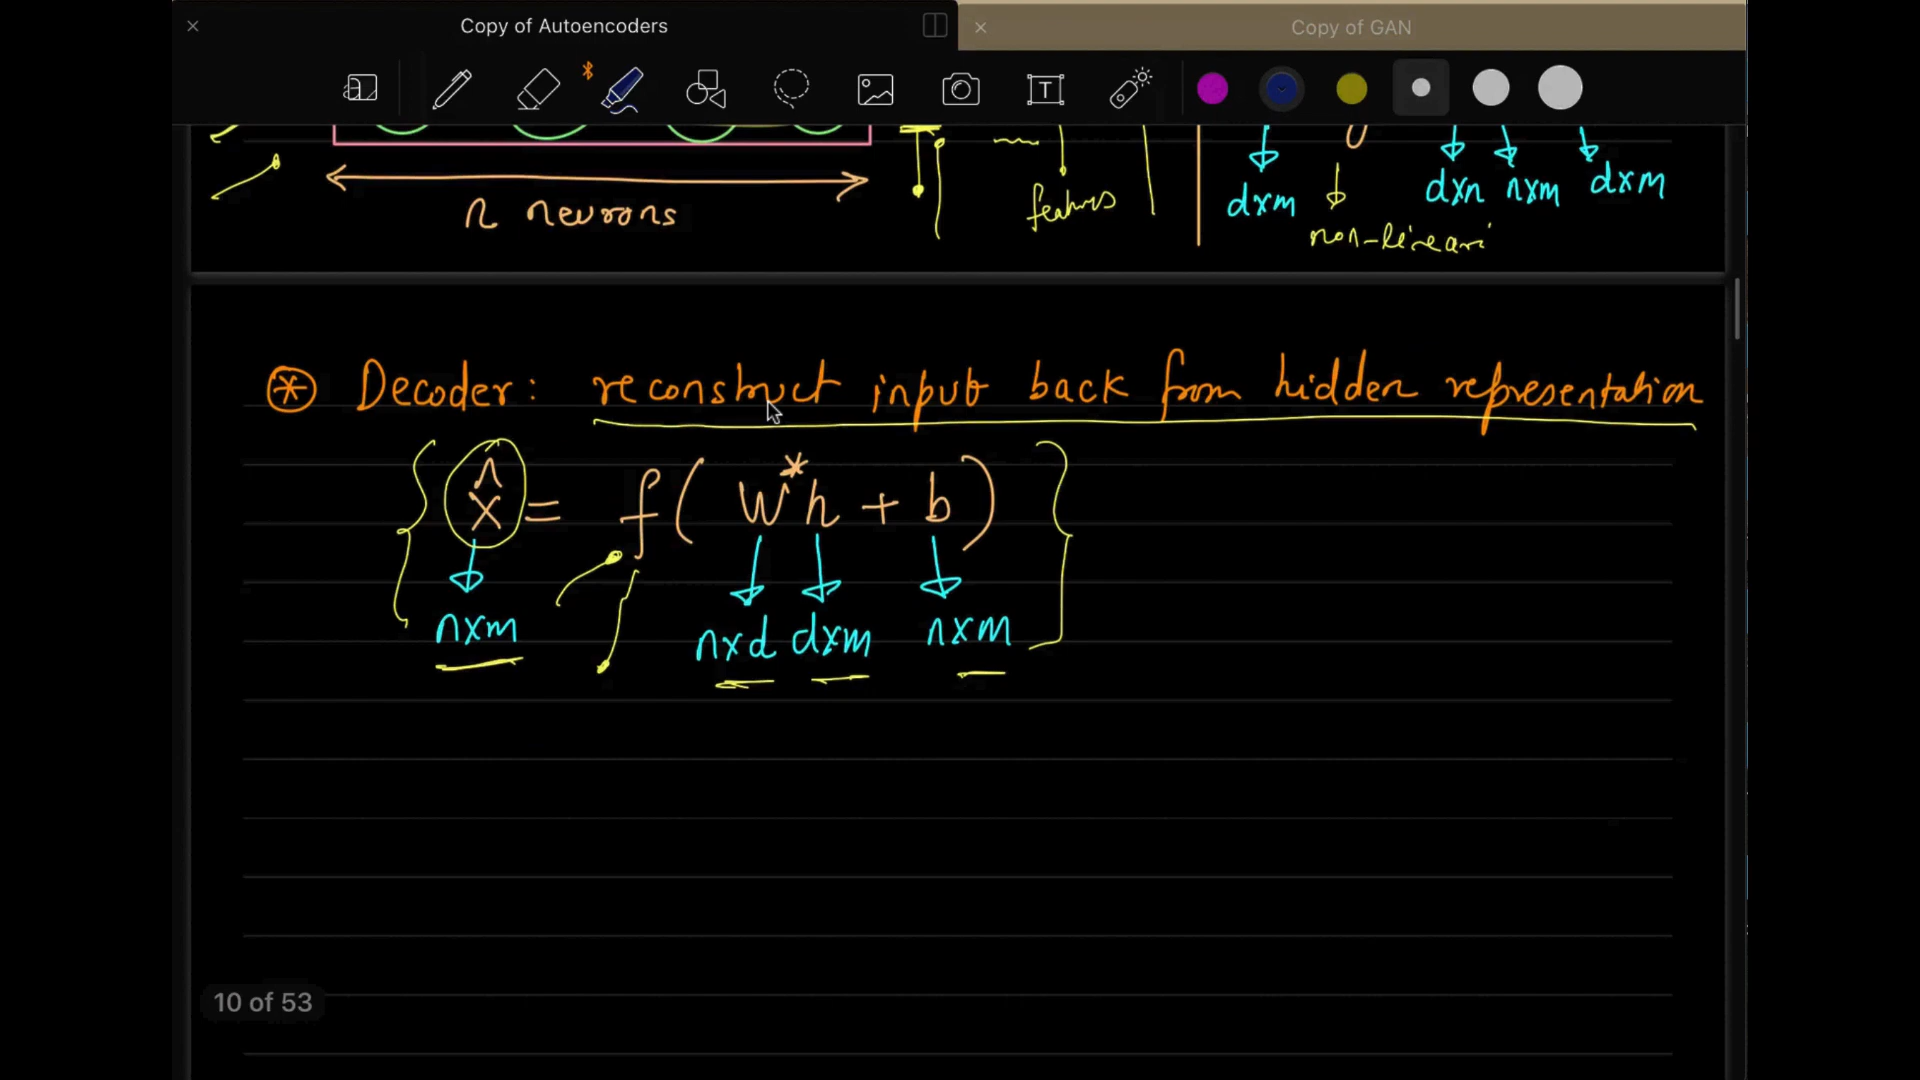 Copy of Autoencoders
Copy of GAN
T
n neurons
features
dxm
dxn nxm dxm
non-lineari
* Decoder: reconstruct input back from hidden representation
x̂ = f( W*h + b )
nxm nxd dxm nxm
10 of 53